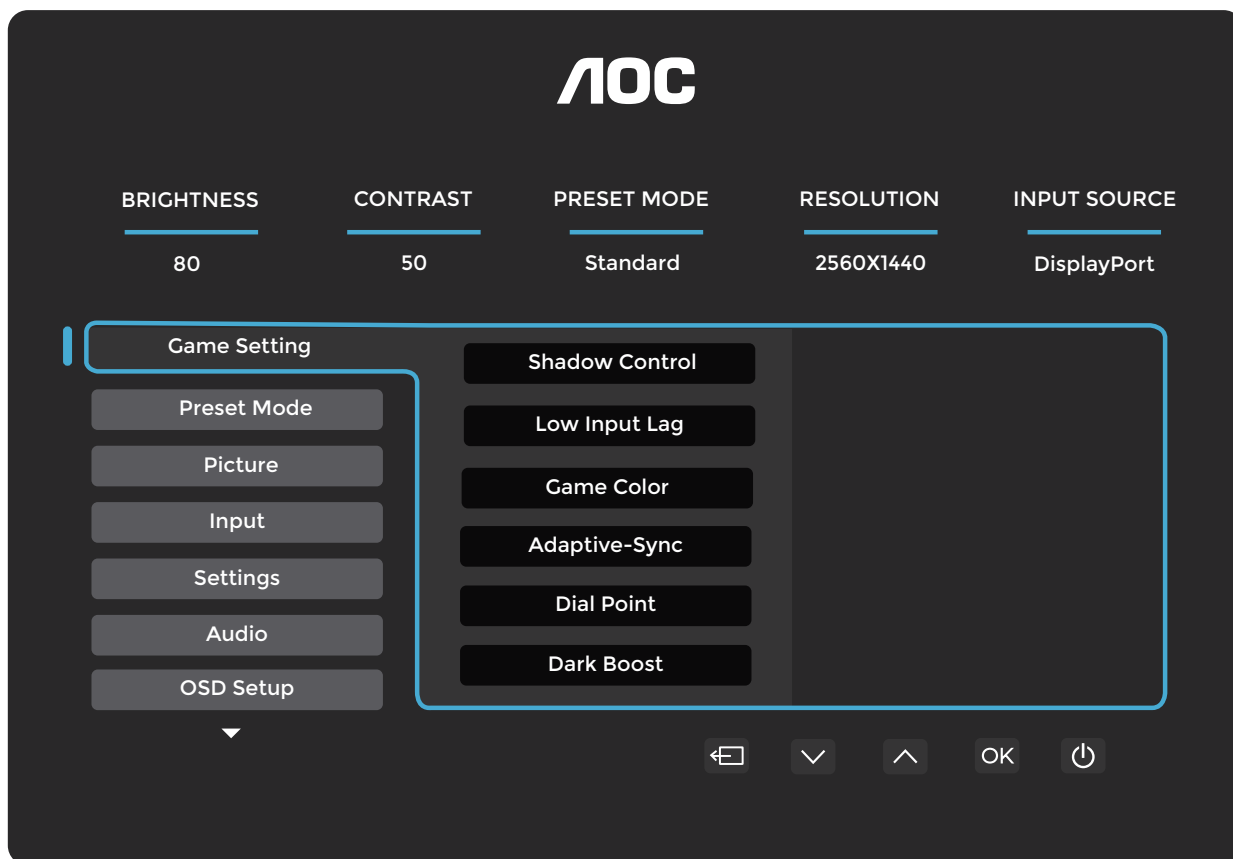 AOC
BRIGHTNESS CONTRAST PRESET MODE RESOLUTION INPUT SOURCE
80 50 Standard 2560X1440 DisplayPort
Game Setting
Preset Mode
Picture
Input
Settings
Audio
OSD Setup
Shadow Control
Low Input Lag
Game Color
Adaptive-Sync
Dial Point
Dark Boost
OK